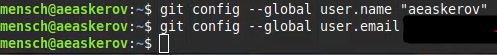 mensch@aeaskerov:~$ git config --global user.name "aeaskerov"
mensch@aeaskerov:~$ git config --global user.email
mensch@aeaskerov:~$